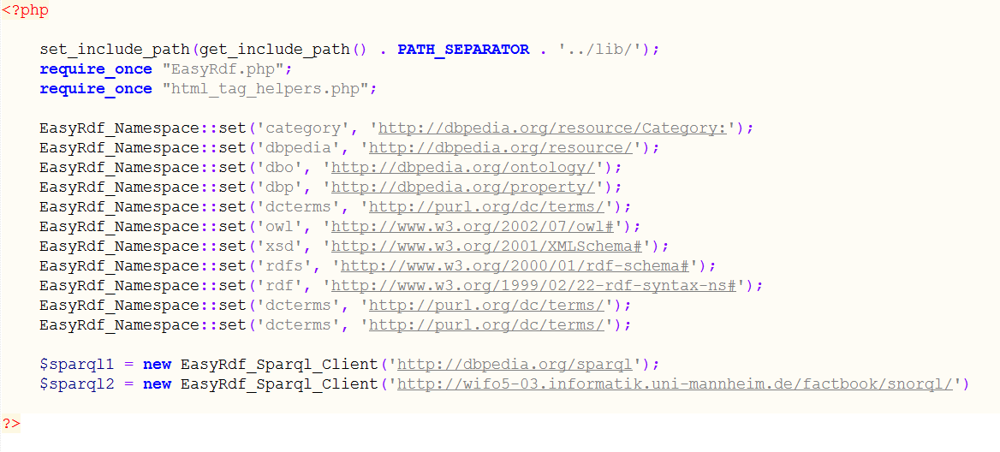 <?php
set_include_path(get_include_path() . PATH_SEPARATOR . '../lib/');
require_once "EasyRdf.php";
require_once "html_tag_helpers.php";
EasyRdf_Namespace::set('category', 'http://dbpedia.org/resource/Category:');
EasyRdf_Namespace::set('dbpedia', 'http://dbpedia.org/resource/');
EasyRdf_Namespace::set('dbo', 'http://dbpedia.org/ontology/');
EasyRdf_Namespace::set('dbp', 'http://dbpedia.org/property/');
EasyRdf_Namespace::set('dcterms', 'http://purl.org/dc/terms/');
EasyRdf_Namespace::set('owl', 'http://www.w3.org/2002/07/owl#');
EasyRdf_Namespace::set('xsd', 'http://www.w3.org/2001/XMLSchema#');
EasyRdf_Namespace::set('rdfs', 'http://www.w3.org/2000/01/rdf-schema#');
EasyRdf_Namespace::set('rdf', 'http://www.w3.org/1999/02/22-rdf-syntax-ns#');
EasyRdf_Namespace::set('dcterms', 'http://purl.org/dc/terms/');
EasyRdf_Namespace::set('dcterms', 'http://purl.org/dc/terms/');
$sparql1 = new EasyRdf_Sparql_Client('http://dbpedia.org/sparql');
$sparql2 = new EasyRdf_Sparql_Client('http://wifo5-03.informatik.uni-mannheim.de/factbook/snorql/')
?>